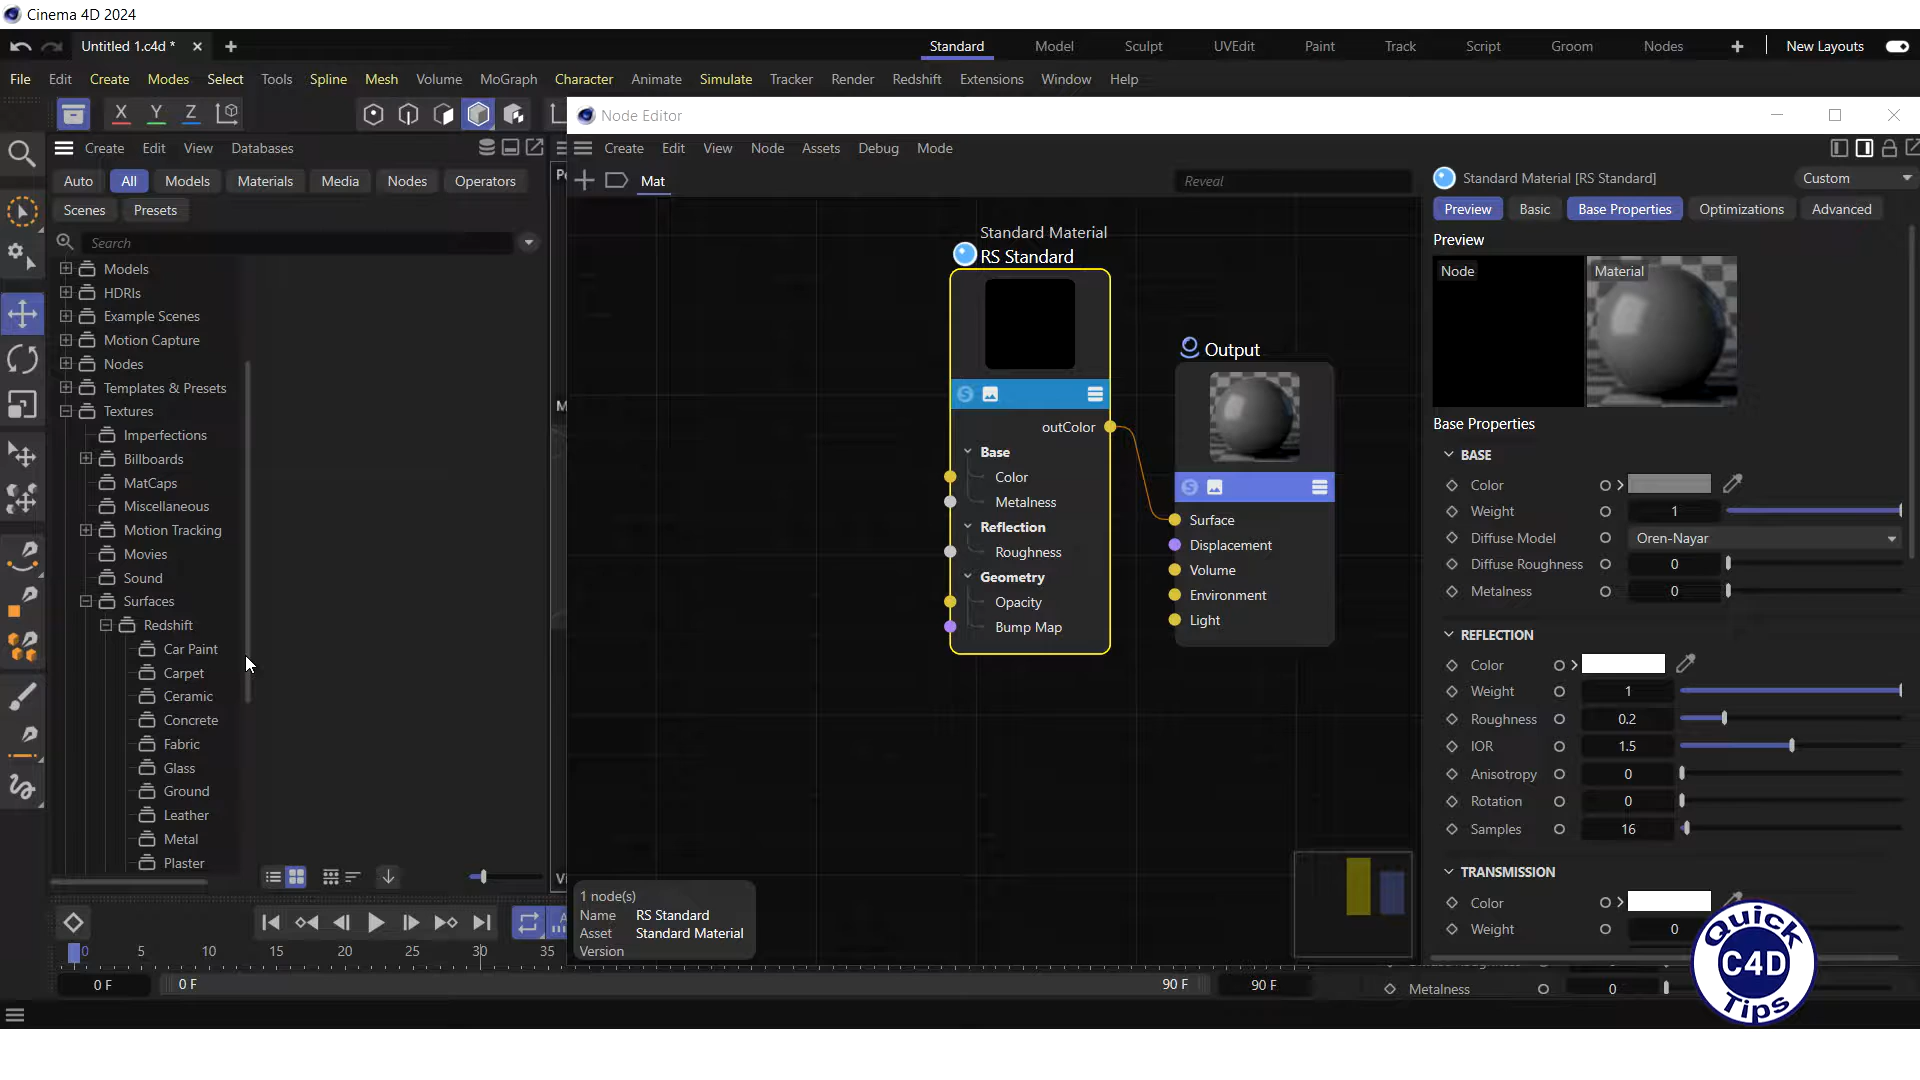 Cinema 4D 2024
Untitled 1.c4d *
Standard Model Sculpt UVEdit Paint Track Script Groom Nodes New Layouts
File Edit Create Modes Select Tools Spline Mesh Volume MoGraph Character Animate Simulate Tracker Render Redshift Extensions Window Help
X Y Z
Node Editor
Create Edit View Databases
Create Edit View Node Assets Debug Mode
Auto All Models Materials Media Nodes Operators
Scenes Presets
Search
Mat
Reveal
Models
HDRIs
Example Scenes
Motion Capture
Nodes
Templates & Presets
Textures
Imperfections
Billboards
MatCaps
Miscellaneous
Motion Tracking
Movies
Sound
Surfaces
Redshift
Car Paint
Carpet
Ceramic
Concrete
Fabric
Glass
Ground
Leather
Metal
Plaster
Standard Material
RS Standard
outColor
Base
Color
Metalness
Reflection
Roughness
Geometry
Opacity
Bump Map
Output
Surface
Displacement
Volume
Environment
Light
1 node(s)
Name RS Standard
Asset Standard Material
Version
Standard Material [RS Standard]
Custom
Preview Basic Base Properties Optimizations Advanced
Preview
Node
Material
Base Properties
BASE
Color
Weight 1
Diffuse Model Oren-Nayar
Diffuse Roughness 0
Metalness 0
REFLECTION
Color
Weight 1
Roughness 0.2
IOR 1.5
Anisotropy 0
Rotation 0
Samples 16
TRANSMISSION
Color
Weight 0
Metalness 0
0 5 10 15 20 25 30 35
0 F 0 F 90 F 90 F
Quick
C4D
Tips